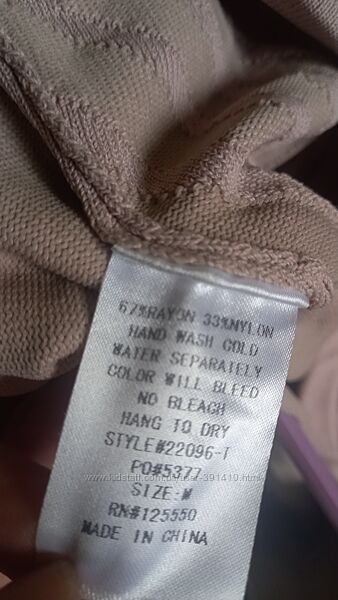 67%RAYON 33%NYLON
HAND WASH COLD
WATER SEPARATELY
COLOR WILL BLEED
NO BLEACH
HANG TO DRY
STYLE#22096-T
PO#5377
SIZE:M
RN#125550
MADE IN CHINA